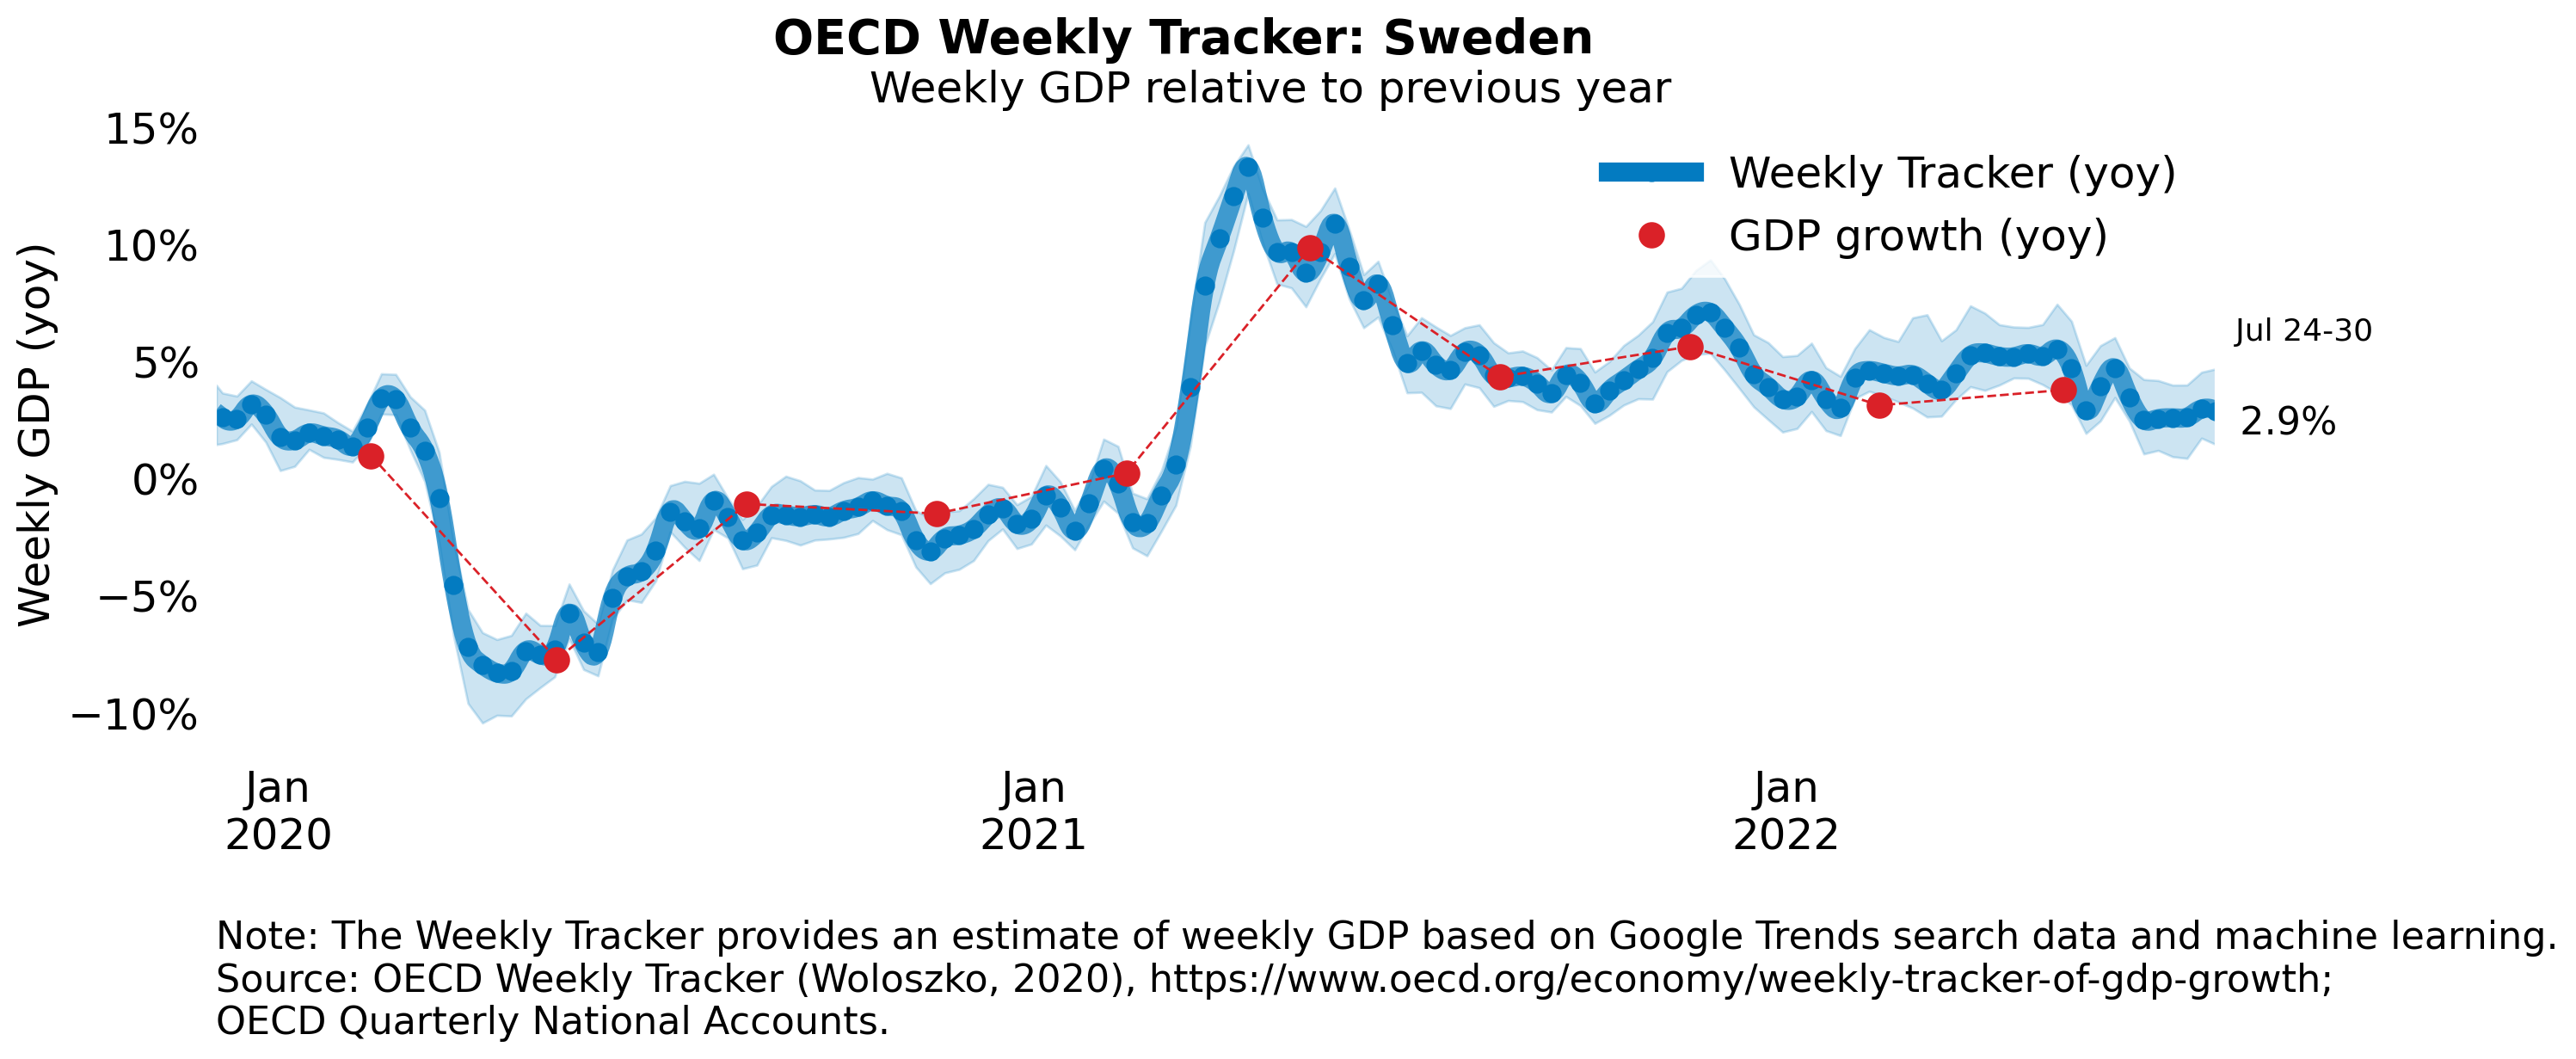 OECD Weekly Tracker: Sweden
Weekly GDP relative to previous year
Weekly GDP (yoy)
15%
10%
5%
0%
−5%
−10%
Weekly Tracker (yoy)
GDP growth (yoy)
Jul 24-30
2.9%
Jan
2020
Jan
2021
Jan
2022
Note: The Weekly Tracker provides an estimate of weekly GDP based on Google Trends search data and machine learning.
Source: OECD Weekly Tracker (Woloszko, 2020), https://www.oecd.org/economy/weekly-tracker-of-gdp-growth;
OECD Quarterly National Accounts.